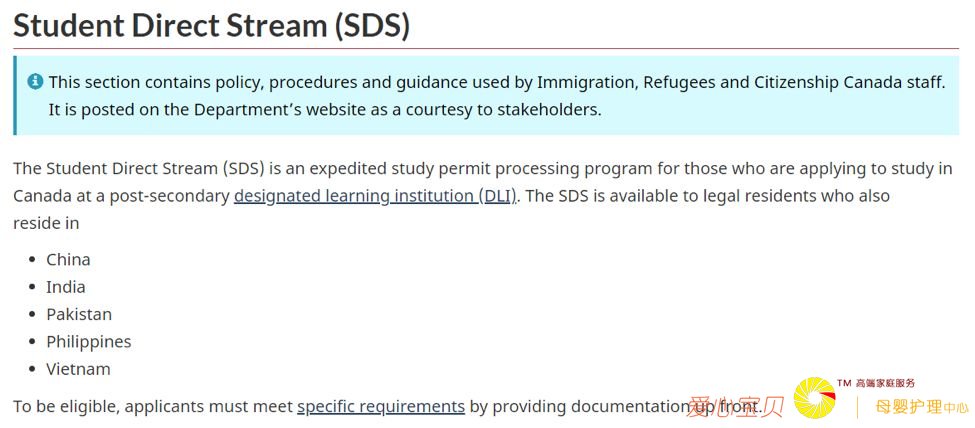 Student Direct Stream (SDS)
This section contains policy, procedures and guidance used by Immigration, Refugees and Citizenship Canada staff.
It is posted on the Department’s website as a courtesy to stakeholders.
The Student Direct Stream (SDS) is an expedited study permit processing program for those who are applying to study in
Canada at a post-secondary designated learning institution (DLI). The SDS is available to legal residents who also
reside in
China
India
Pakistan
Philippines
Vietnam
To be eligible, applicants must meet specific requirements by providing documentation up front.
爱心宝贝
TM 高端家庭服务
母婴护理中心